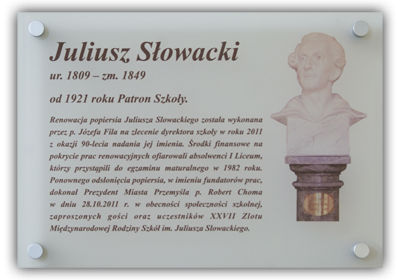 Juliusz Słowacki
ur. 1809 – zm. 1849
od 1921 roku Patron Szkoły.
Renowacja popiersia Juliusza Słowackiego została wykonana
przez p. Józefa Filu na zlecenie dyrektora szkoły w roku 2011
z okazji 90-lecia nadania jej imienia. Środki finansowe na
pokrycie prac renowacyjnych ofiarowali absolwenci I Liceum,
którzy przystąpili do egzaminu maturalnego w 1982 roku.
Ponownego odsłonięcia popiersia, w imieniu fundatorów prac,
dokonał Prezydent Miasta Przemyśla p. Robert Choma
w dniu 28.10.2011 r. w obecności społeczności szkolnej,
zaproszonych gości oraz uczestników XXVII Zlotu
Międzynarodowej Rodziny Szkół im. Juliusza Słowackiego.